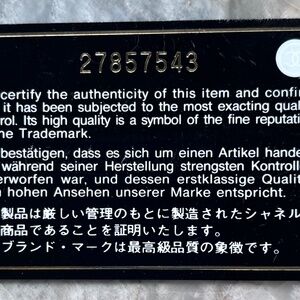 27857543
certify the authenticity of this item and confi
it has been subjected to the most exacting qual
rol. Its high quality is a symbol of the fine reputati
he Trademark.
bestätigen, dass es sich um einen Artikel hande
während seiner Herstellung strengsten Kontroll
erworfen war, und dessen erstklassige Qualit
n hohen Ansehen unserer Marke entspricht.
製品は厳しい管理のもとに製造されたシャネル
商品であることを証明いたします。
ブランド・マークは最高級品質の象徴です。